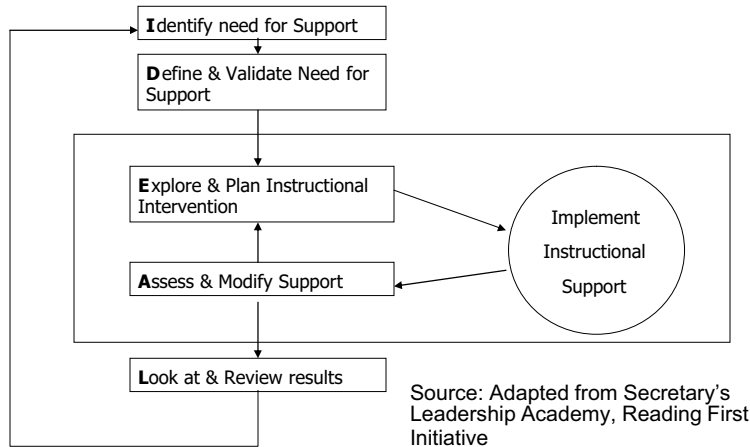 Identify need for Support
Define & Validate Need for
Support
Explore & Plan Instructional
Intervention
Implement
Instructional
Support
Assess & Modify Support
Look at & Review results
Source: Adapted from Secretary’s
Leadership Academy, Reading First
Initiative